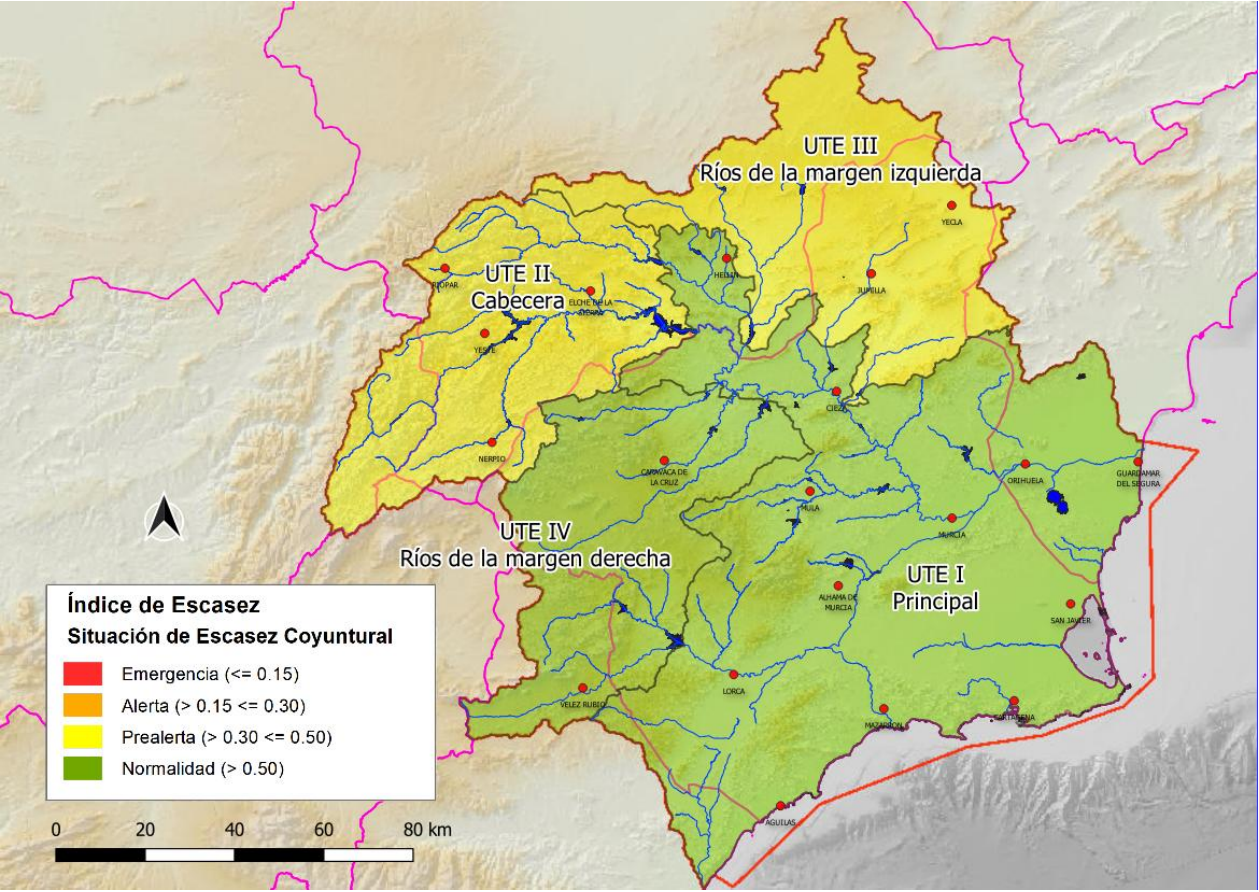 UTE III
Ríos de la margen izquierda
YECLA
HELLIN
JUMILLA
UTE II
Cabecera
RIOPAR
ELCHE DE LA
SIERRA
YESTE
CIEZA
NERPIO
CARAVACA DE
LA CRUZ
ORIHUELA
GUARDAMAR
DEL SEGURA
MULA
MURCIA
UTE IV
Ríos de la margen derecha
UTE I
Principal
ALHAMA DE
MURCIA
SAN JAVIER
LORCA
VELEZ RUBIO
MAZARRON
CARTAGENA
AGUILAS
Índice de Escasez
Situación de Escasez Coyuntural
Emergencia (<= 0.15)
Alerta (> 0.15 <= 0.30)
Prealerta (> 0.30 <= 0.50)
Normalidad (> 0.50)
0 20 40 60 80 km